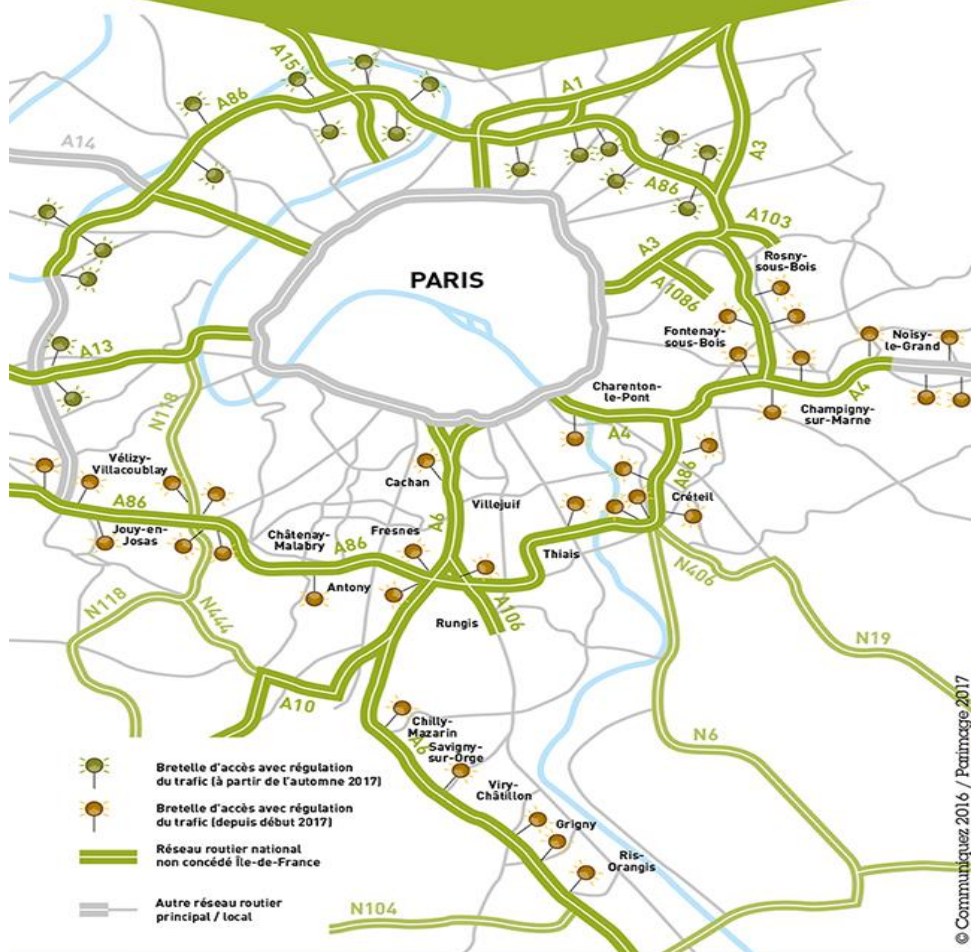 A15
A1
A86
A14
A3
A86
A103
A3
Rosny-
sous-Bois
PARIS
A1086
Fontenay-
sous-Bois
Noisy-
le-Grand
A13
Charenton-
le-Pont
A4
N118
Champigny-
sur-Marne
A4
Vélizy-
Villacoublay
Cachan
A86
A86
Villejuif
Créteil
A6
Jouy-en-
Josas
Châtenay-
Malabry
Fresnes
A86
Thiais
N406
Antony
N118
N444
A106
Rungis
N19
A10
Chilly-
Mazarin
A6
N6
Savigny-
sur-Orge
Bretelle d'accès avec régulation
du trafic (à partir de l'automne 2017)
Viry-
Châtillon
Bretelle d'accès avec régulation
du trafic (depuis début 2017)
Grigny
Réseau routier national
non concédé Île-de-France
Ris-
Orangis
Autre réseau routier
principal / local
N104
© Communiquez 2016 / Parimage 2017